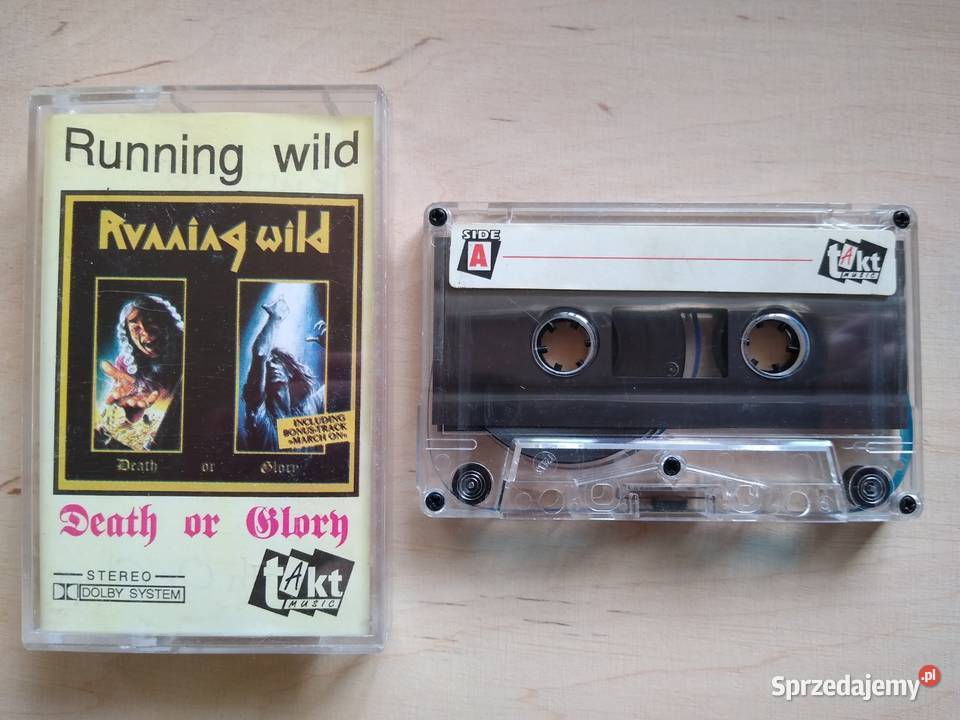 Running wild
Running wild
INCLUDING
BONUS-TRACK
»MARCH ON«
Death or Glory
Death or Glory
STEREO
DOLBY SYSTEM
tAkt
MUSIC
SIDE
A
tAkt
MUSIC
Sprzedajemy.pl